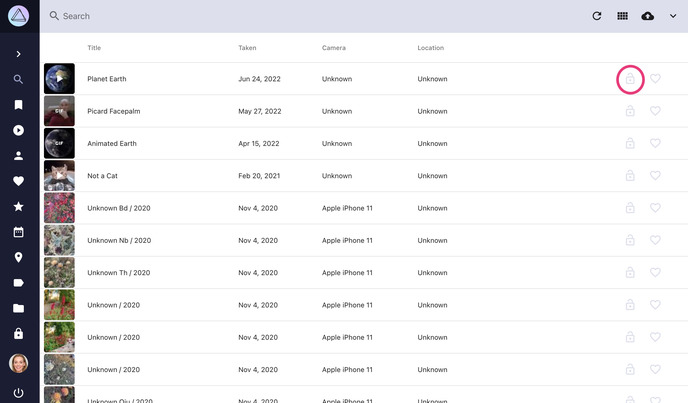 Search
Title Taken Camera Location
Planet Earth Jun 24, 2022 Unknown Unknown
GIF Picard Facepalm May 27, 2022 Unknown Unknown
GIF Animated Earth Apr 15, 2022 Unknown Unknown
Not a Cat Feb 20, 2021 Unknown Unknown
Unknown Bd / 2020 Nov 4, 2020 Apple iPhone 11 Unknown
Unknown Nb / 2020 Nov 4, 2020 Apple iPhone 11 Unknown
Unknown Th / 2020 Nov 4, 2020 Apple iPhone 11 Unknown
Unknown / 2020 Nov 4, 2020 Apple iPhone 11 Unknown
Unknown / 2020 Nov 4, 2020 Apple iPhone 11 Unknown
Unknown / 2020 Nov 4, 2020 Apple iPhone 11 Unknown
Unknown Oju / 2020 Nov 4, 2020 Apple iPhone 11 Unknown